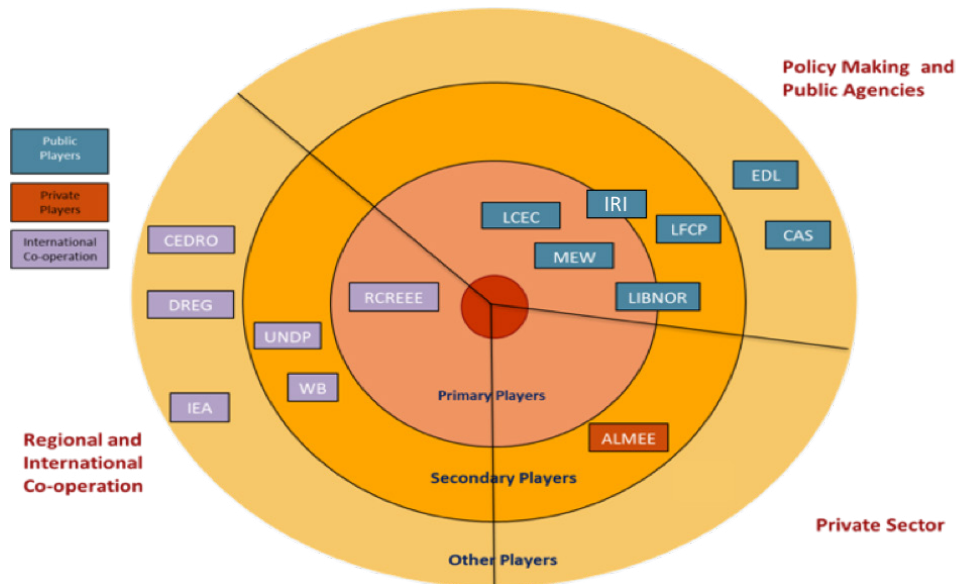 Policy Making and
Public Agencies
Public
Players
Private
Players
International
Co-operation
EDL
IRI
LCEC
LFCP
CAS
CEDRO
MEW
RCREEE
LIBNOR
DREG
UNDP
WB
Primary Players
IEA
ALMEE
Regional and
International
Co-operation
Secondary Players
Private Sector
Other Players